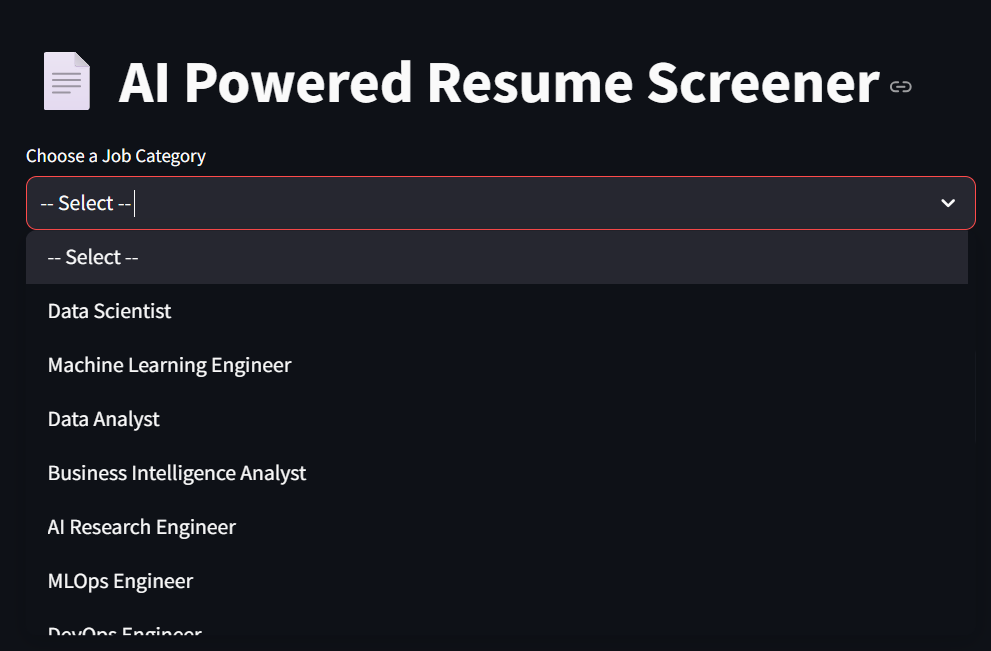 AI Powered Resume Screener
Choose a Job Category
-- Select --
-- Select --
Data Scientist
Machine Learning Engineer
Data Analyst
Business Intelligence Analyst
AI Research Engineer
MLOps Engineer
DevOps Engineer